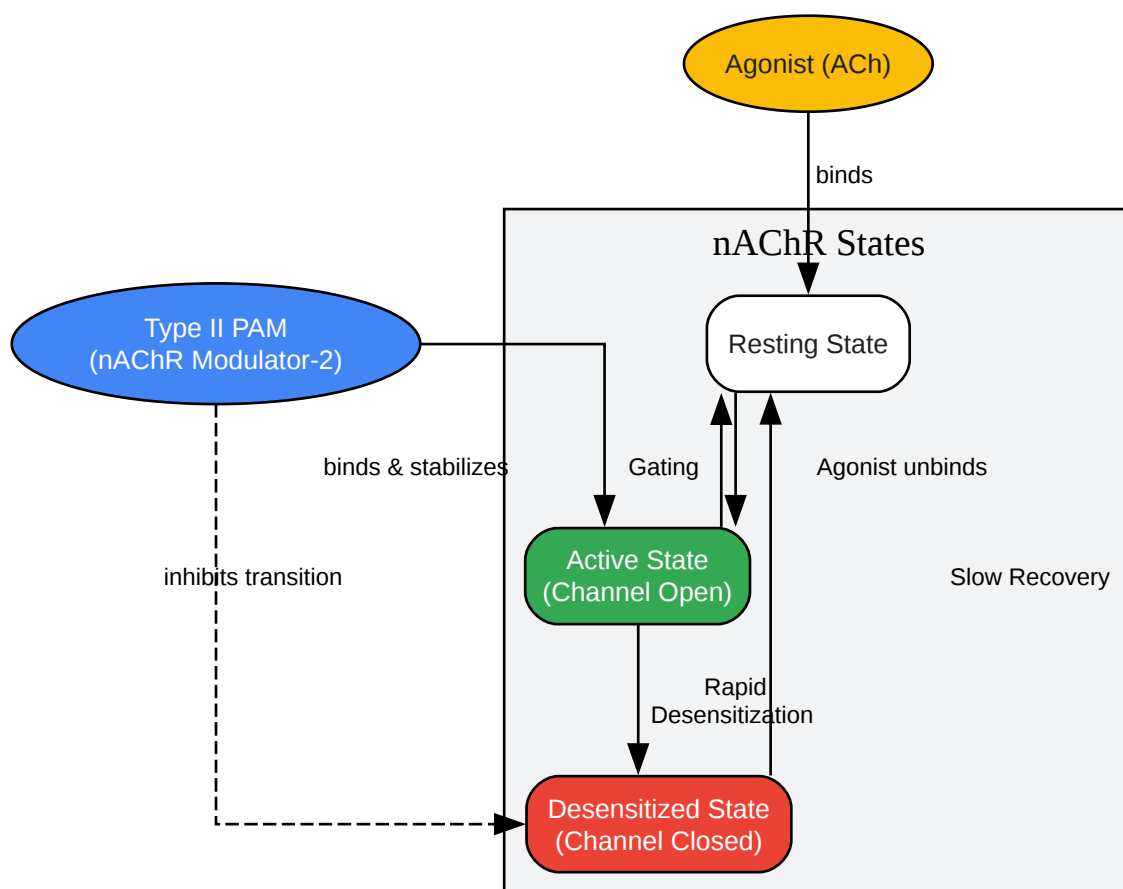 Agonist (ACh)
binds
nAChR States
Type II PAM
(nAChR Modulator-2)
Resting State
binds & stabilizes
Gating
Agonist unbinds
Active State
(Channel Open)
inhibits transition
Slow Recovery
Rapid
Desensitization
Desensitized State
(Channel Closed)